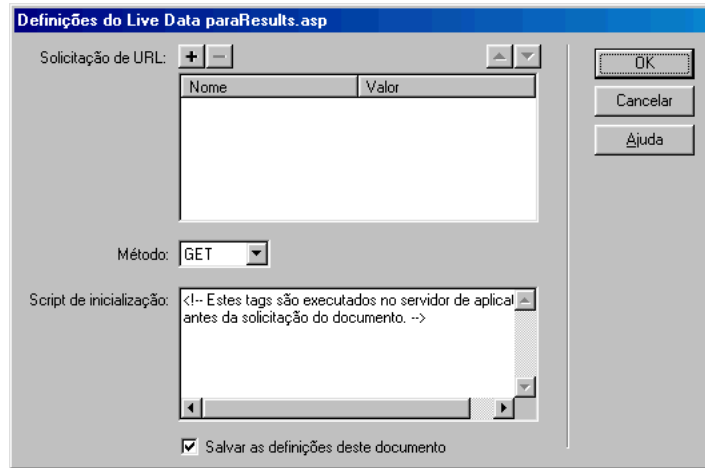 Definições do Live Data paraResults.asp
Solicitação de URL:
Nome Valor
OK
Cancelar
Ajuda
Método: GET
Script de inicialização: <!-- Estes tags são executados no servidor de aplicat
antes da solicitação do documento. -->
Salvar as definições deste documento